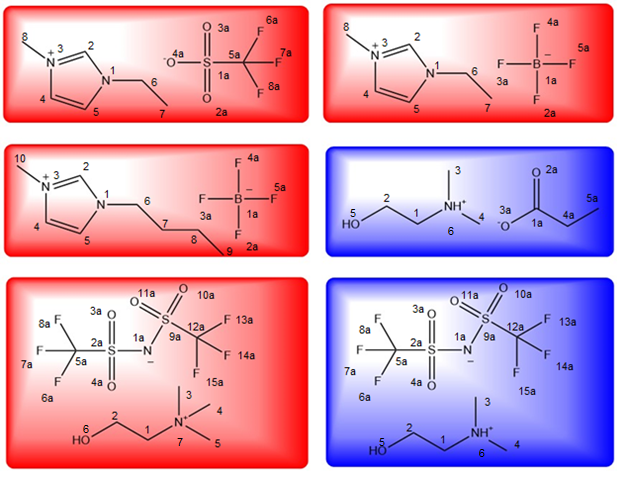 3a 6a
8 O F
N + 3 2 4a - O S 5a F 7a
1 N 1a F 8a
4 5 6 O 2a
7
4a
8 F
N + 3 2 F B − F 5a
1 N 6 3a 1a
4 5 7 F 2a
10 F 4a
N + 3 2 F B − F 5a
1 N 6 3a 1a
4 5 7 8 F 2a
9
3 2a
2 O 5a
5 HO NH + 4 3a
1 6 - O 1a 4a
11a O O 10a
3a O S 9a
8a F 2a 1a 12a F 13a
7a F 5a S N − F 14a
6a F 4a O F 15a
3
2 4
6 HO N +
1 7 5
11a O O 10a
3a O S 9a
8a F 2a 1a 12a F 13a
7a F 5a S N − F 14a
6a F 4a O F 15a
3
2
5 HO NH +
1 6 4